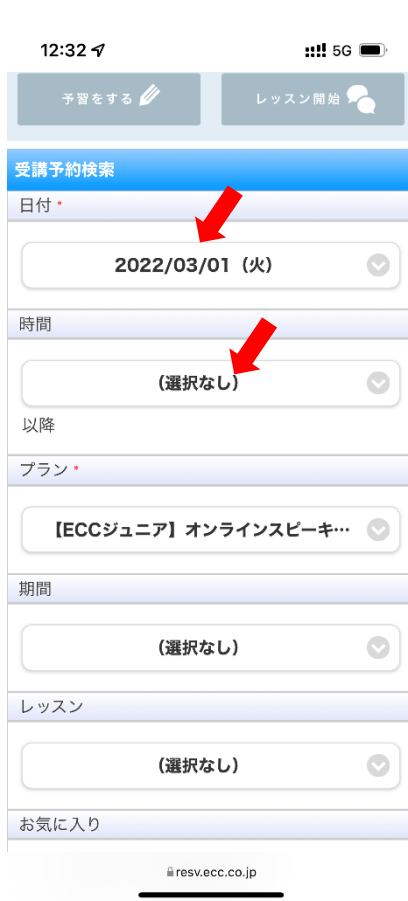 12:32
5G
予習をする
レッスン開始
受講予約検索
日付 *
2022/03/01（火）
時間
（選択なし）
以降
プラン *
【ECCジュニア】オンラインスピーキ…
期間
（選択なし）
レッスン
（選択なし）
お気に入り
resv.ecc.co.jp